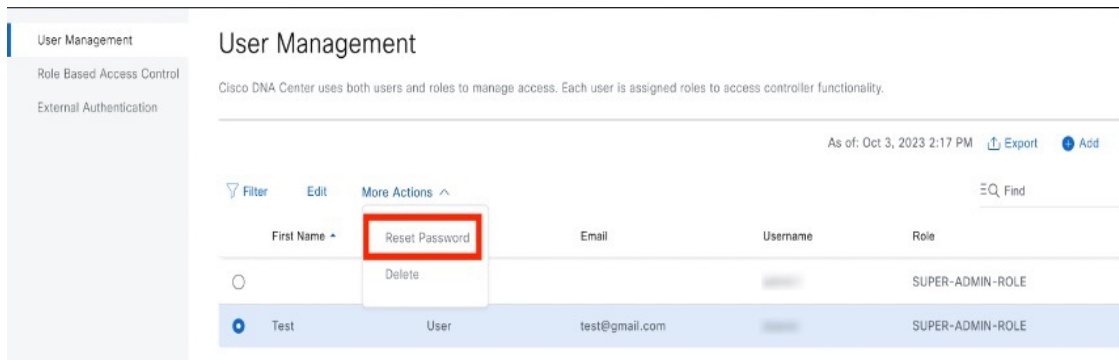 User Management
Role Based Access Control
External Authentication
User Management
Cisco DNA Center uses both users and roles to manage access. Each user is assigned roles to access controller functionality.
As of: Oct 3, 2023 2:17 PM Export Add
Filter Edit More Actions Find
First Name Reset Password Email Username Role
Delete
SUPER-ADMIN-ROLE
Test User test@gmail.com SUPER-ADMIN-ROLE